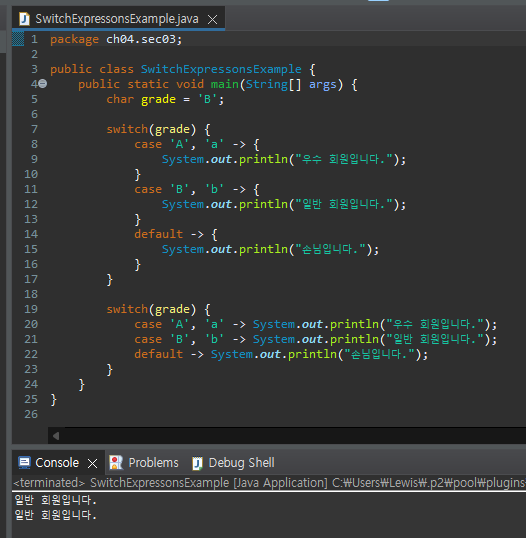 SwitchExpressonsExample.java
1 package ch04.sec03;
2
3 public class SwitchExpressonsExample {
4 public static void main(String[] args) {
5 char grade = 'B';
6
7 switch(grade) {
8 case 'A', 'a' -> {
9 System.out.println("우수 회원입니다.");
10 }
11 case 'B', 'b' -> {
12 System.out.println("일반 회원입니다.");
13 }
14 default -> {
15 System.out.println("손님입니다.");
16 }
17 }
18
19 switch(grade) {
20 case 'A', 'a' -> System.out.println("우수 회원입니다.");
21 case 'B', 'b' -> System.out.println("일반 회원입니다.");
22 default -> System.out.println("손님입니다.");
23 }
24 }
25 }
26
Console Problems Debug Shell
<terminated> SwitchExpressonsExample [Java Application] C:₩Users₩Lewis₩.p2₩pool₩plugins
일반 회원입니다.
일반 회원입니다.